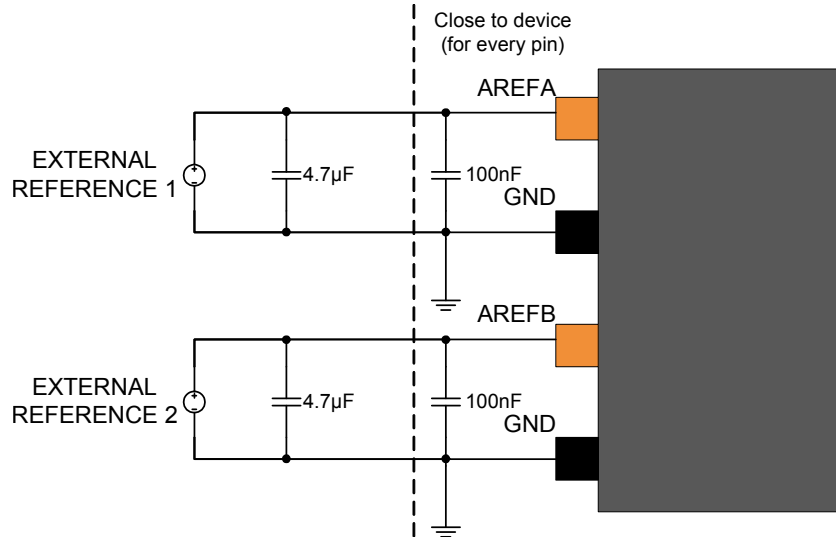 Close to device
(for every pin)
AREFA
EXTERNAL
REFERENCE 1
4.7µF
100nF
GND
AREFB
EXTERNAL
REFERENCE 2
4.7µF
100nF
GND